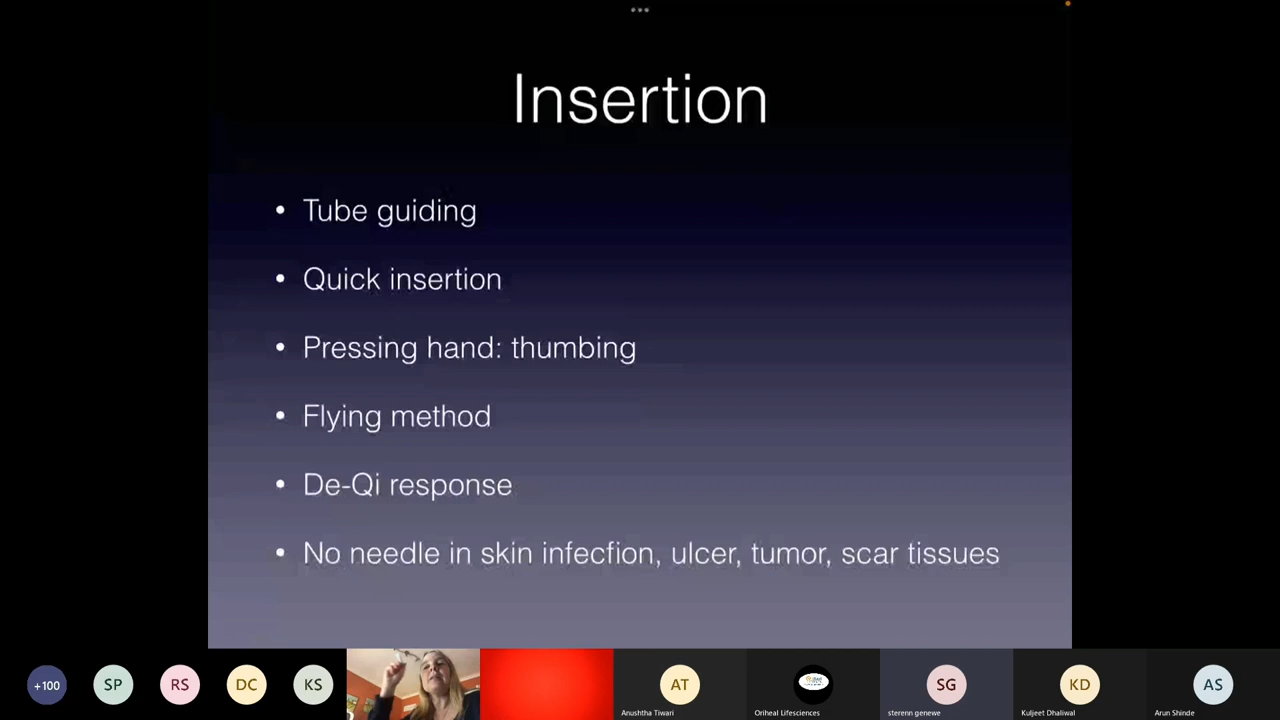 Insertion
• Tube guiding
• Quick insertion
• Pressing hand: thumbing
• Flying method
• De-Qi response
• No needle in skin infecfion, ulcer, tumor, scar tissues
+100
SP
RS
DC
KS
AT
SG
KD
AS
Anushtha Tiwari
Oriheal Lifesciences
sterenn genewe
Kuljeet Dhaliwal
Arun Shinde